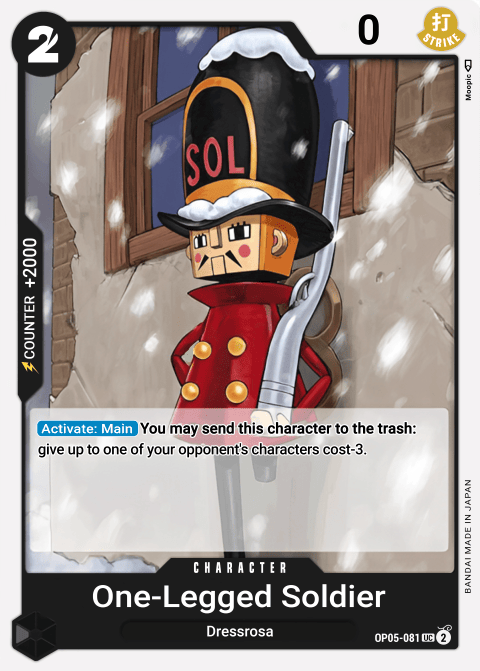 2
0
打
STRIKE
Moopic
COUNTER +2000
SOL
Activate: Main You may send this character to the trash:
give up to one of your opponent's characters cost-3.
BANDAI MADE IN JAPAN
CHARACTER
One-Legged Soldier
Dressrosa
OP05-081 UC 2